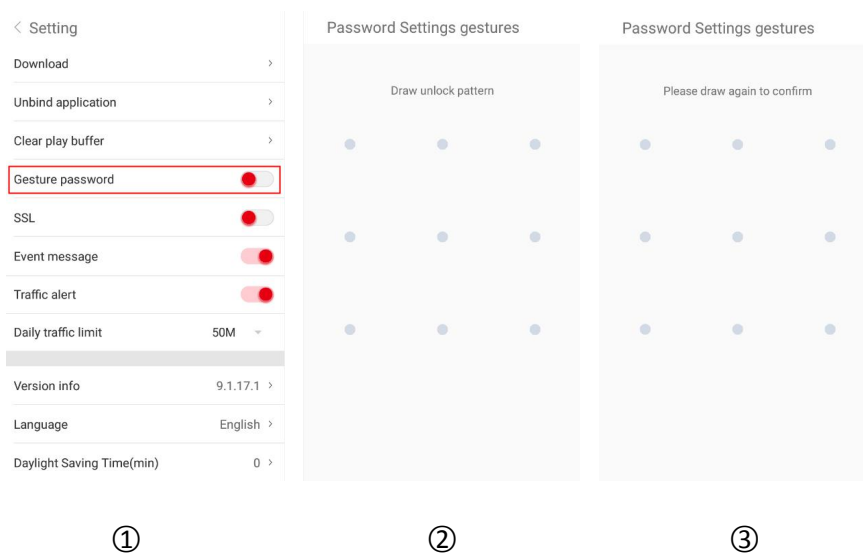 Setting
Download
Unbind application
Clear play buffer
Gesture password
SSL
Event message
Traffic alert
Daily traffic limit 50M
Version info 9.1.17.1
Language English
Daylight Saving Time(min) 0
①
Password Settings gestures
Draw unlock pattern
②
Password Settings gestures
Please draw again to confirm
③